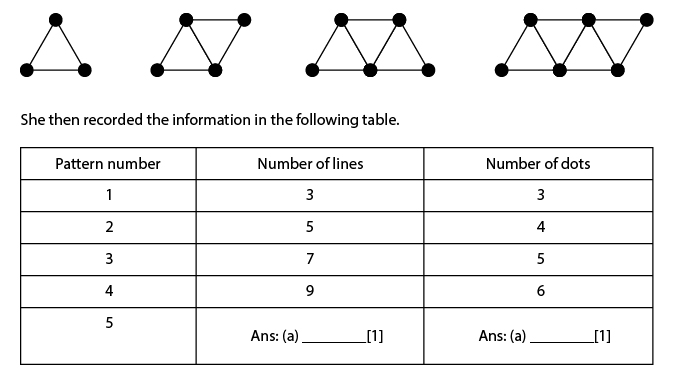 She then recorded the information in the following table.
Pattern number Number of lines Number of dots
1 3 3
2 5 4
3 7 5
4 9 6
5 Ans: (a) ________[1] Ans: (a) ________[1]